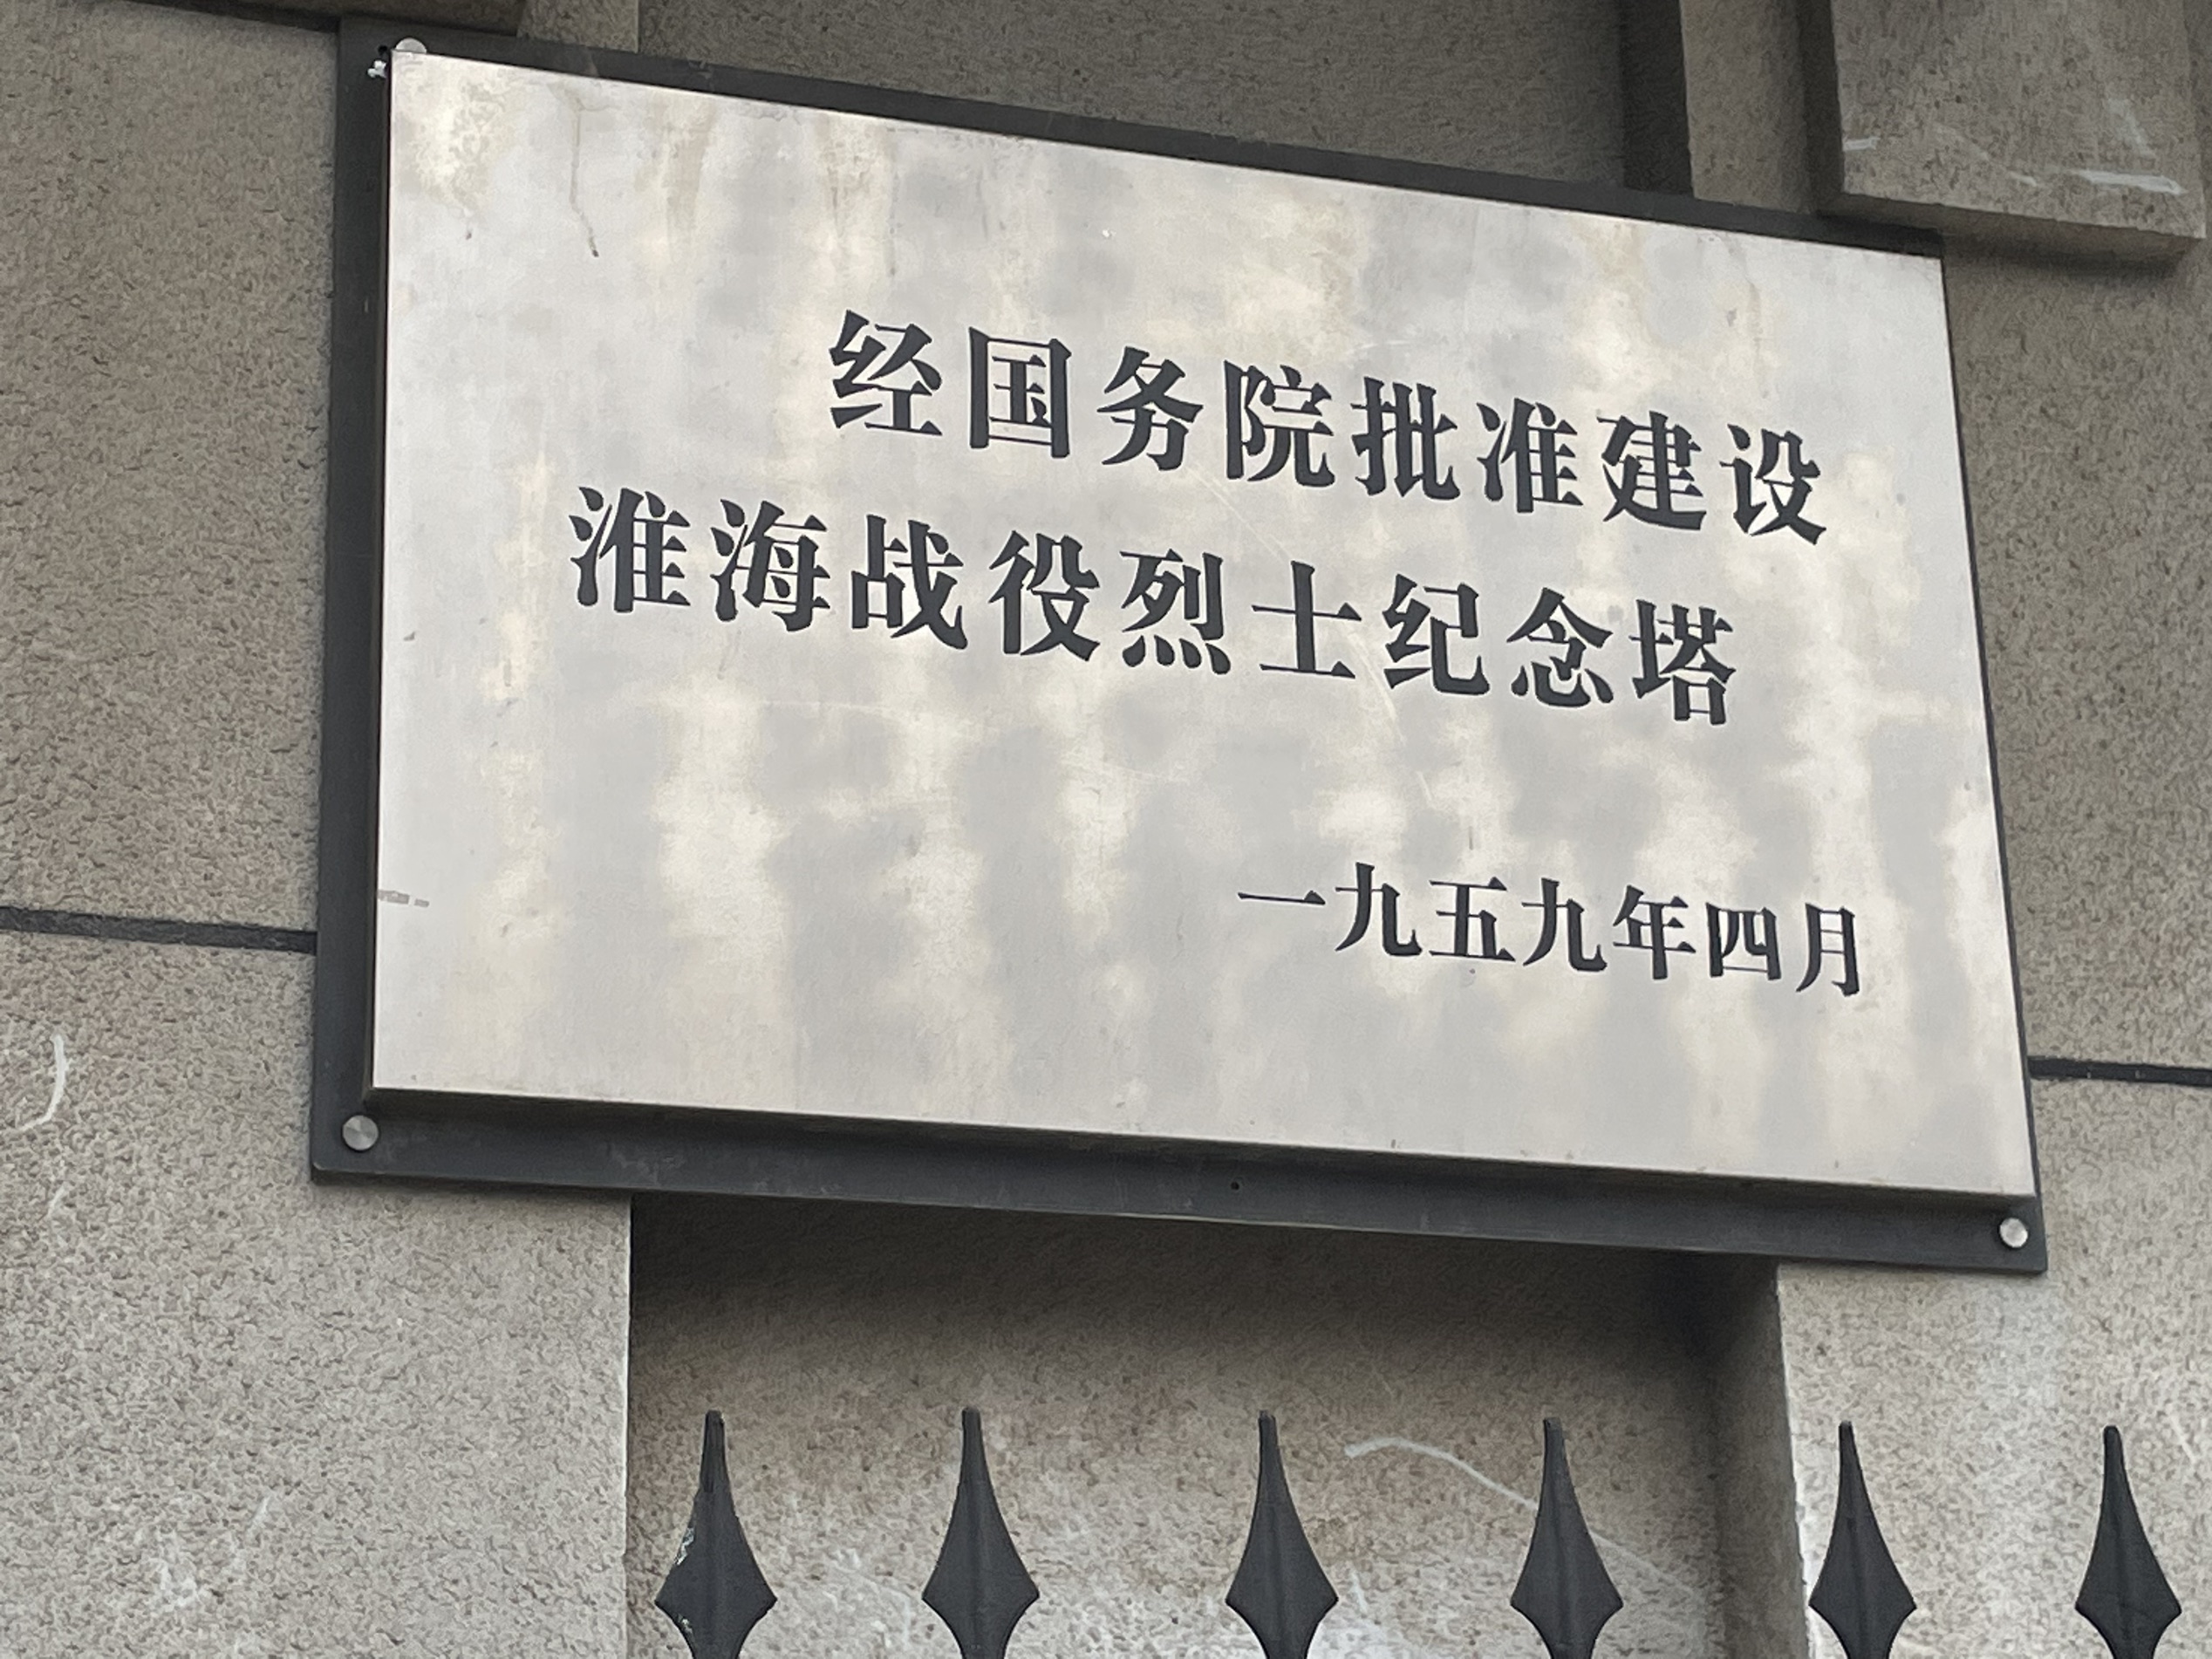 经国务院批准建设
淮海战役烈士纪念塔
一九五九年四月